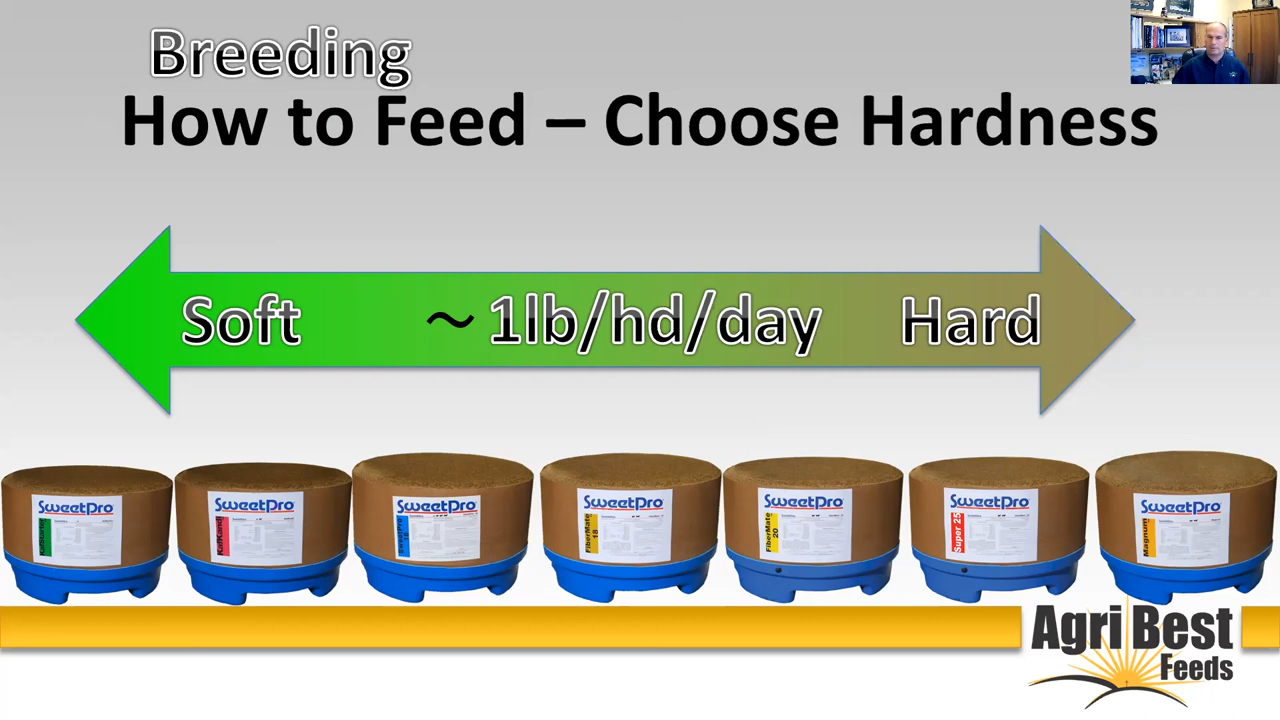 Breeding
How to Feed – Choose Hardness
Soft ~ 1lb/hd/day Hard
SweetPro SweetPro SweetPro SweetPro SweetPro SweetPro SweetPro
KafKandi FiberMate 18 FiberMate 20 Super 25 Magnum
Agri Best
Feeds